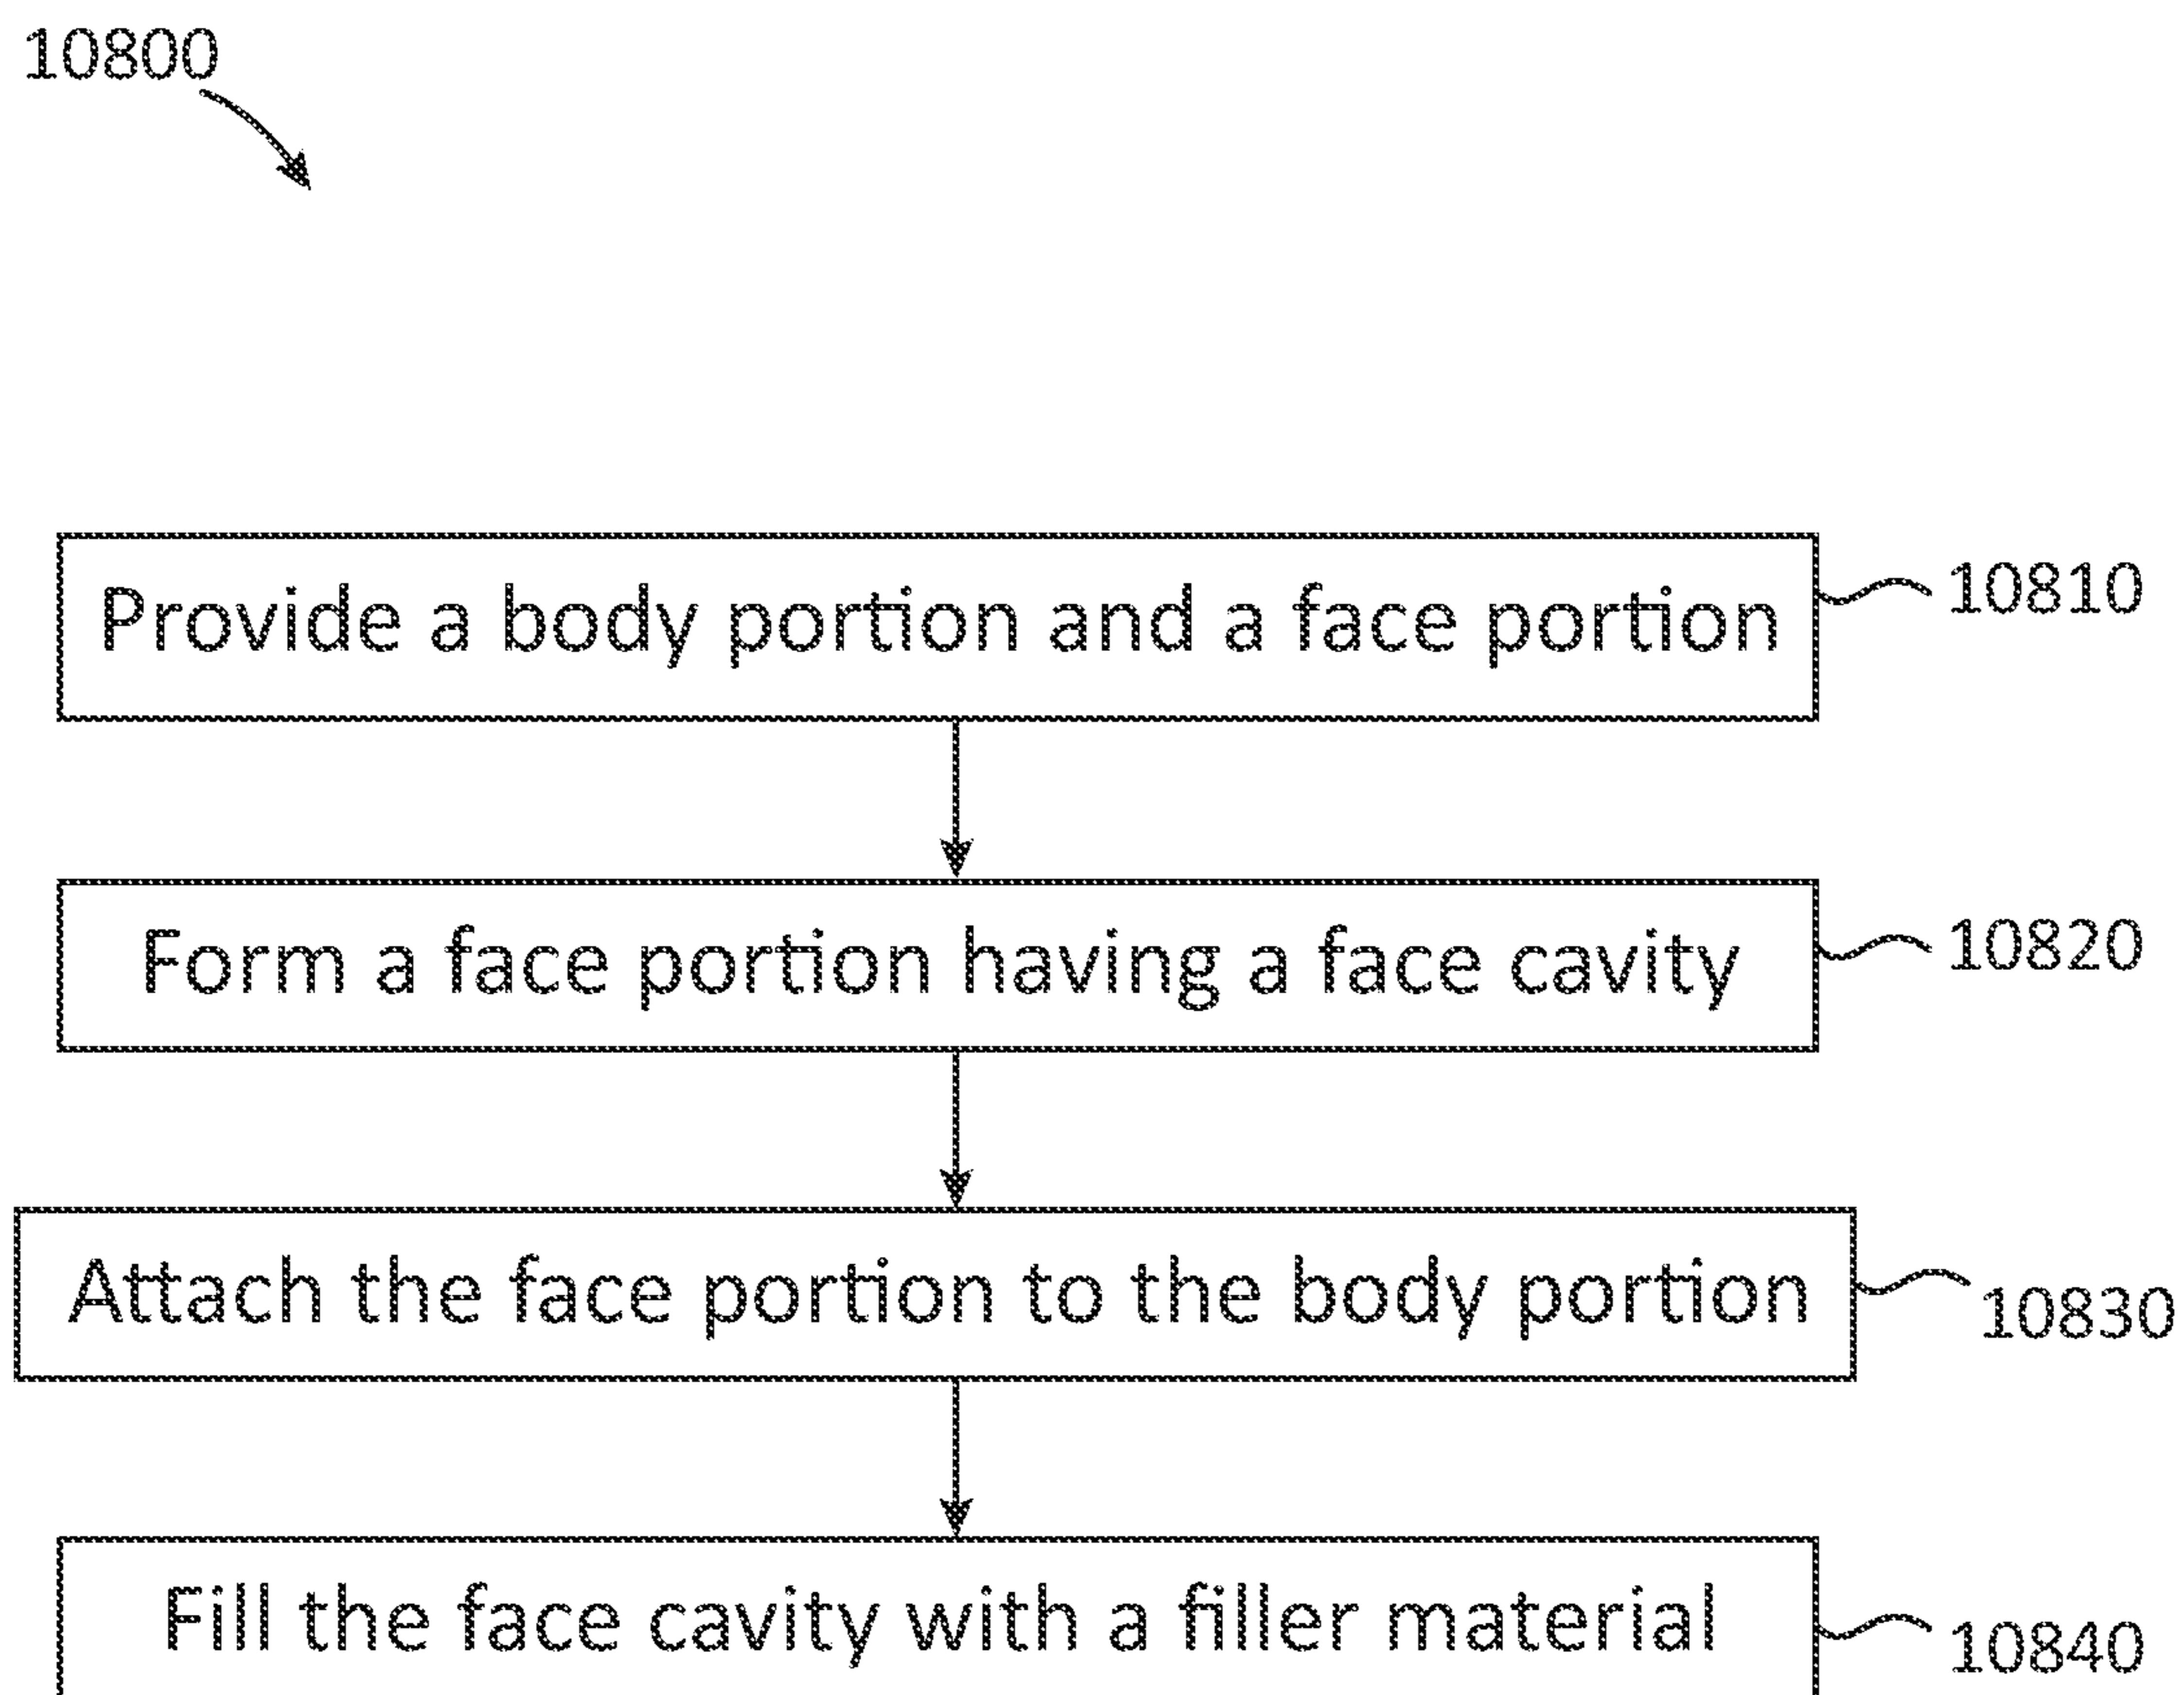 10800
Provide a body portion and a face portion
10810
Form a face portion having a face cavity
10820
Attach the face portion to the body portion
10830
Fill the face cavity with a filler material
10840